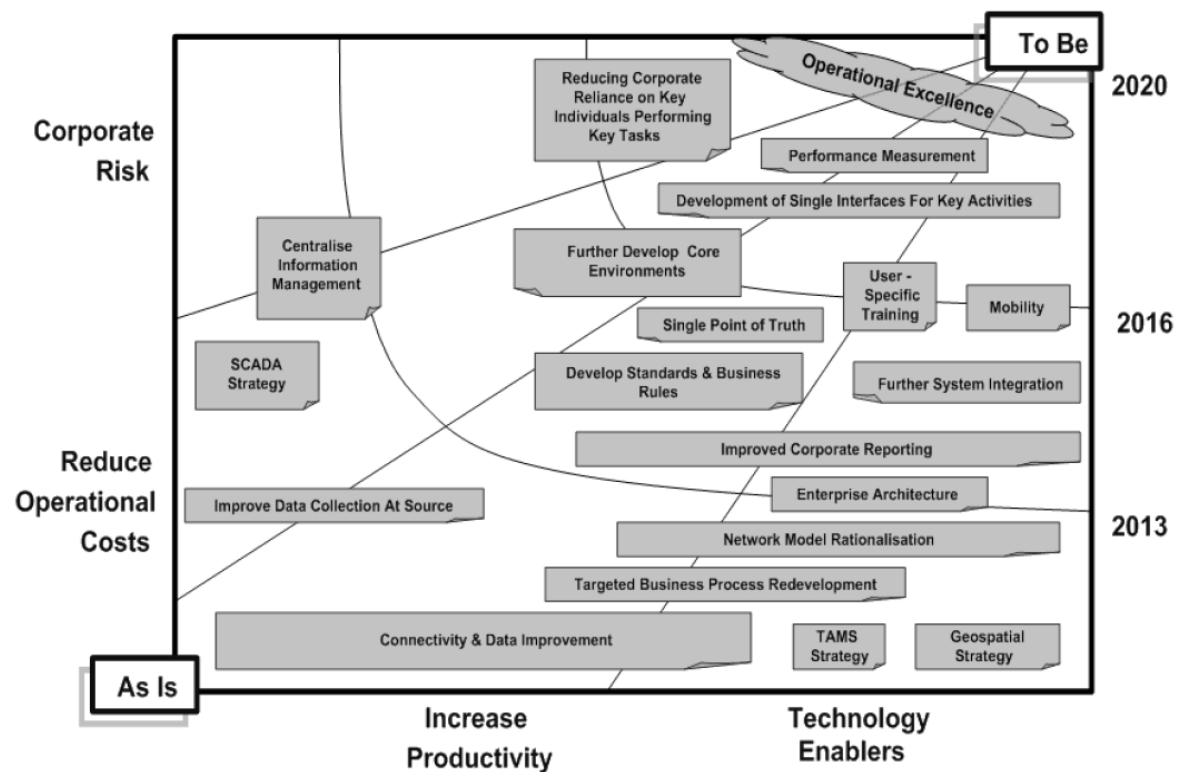 To Be
Operational Excellence
2020
Reducing Corporate
Reliance on Key
Individuals Performing
Key Tasks
Corporate
Risk
Performance Measurement
Development of Single Interfaces For Key Activities
Centralise
Information
Management
Further Develop Core
Environments
User -
Specific
Training
Mobility
2016
Single Point of Truth
SCADA
Strategy
Develop Standards & Business
Rules
Further System Integration
Improved Corporate Reporting
Reduce
Operational
Costs
Improve Data Collection At Source
Enterprise Architecture
2013
Network Model Rationalisation
Targeted Business Process Redevelopment
Connectivity & Data Improvement
TAMS
Strategy
Geospatial
Strategy
As Is
Increase
Productivity
Technology
Enablers